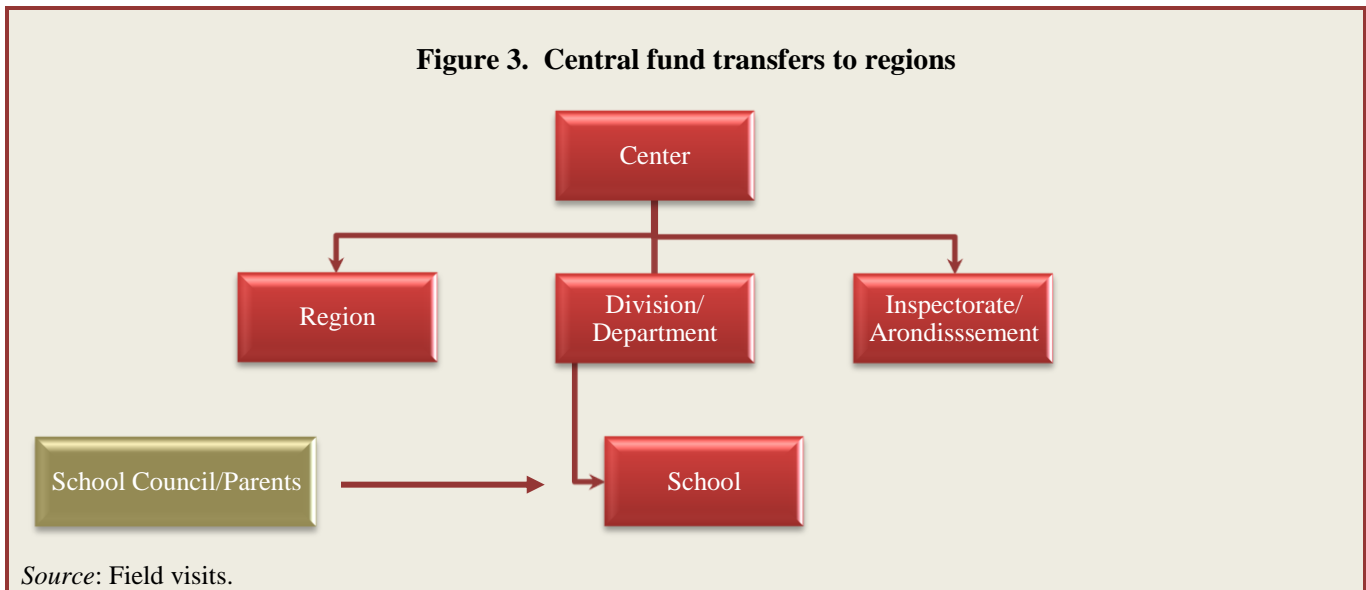 Figure 3. Central fund transfers to regions
Center
Region
Division/
Department
Inspectorate/
Arondisssement
School Council/Parents
School
Source: Field visits.